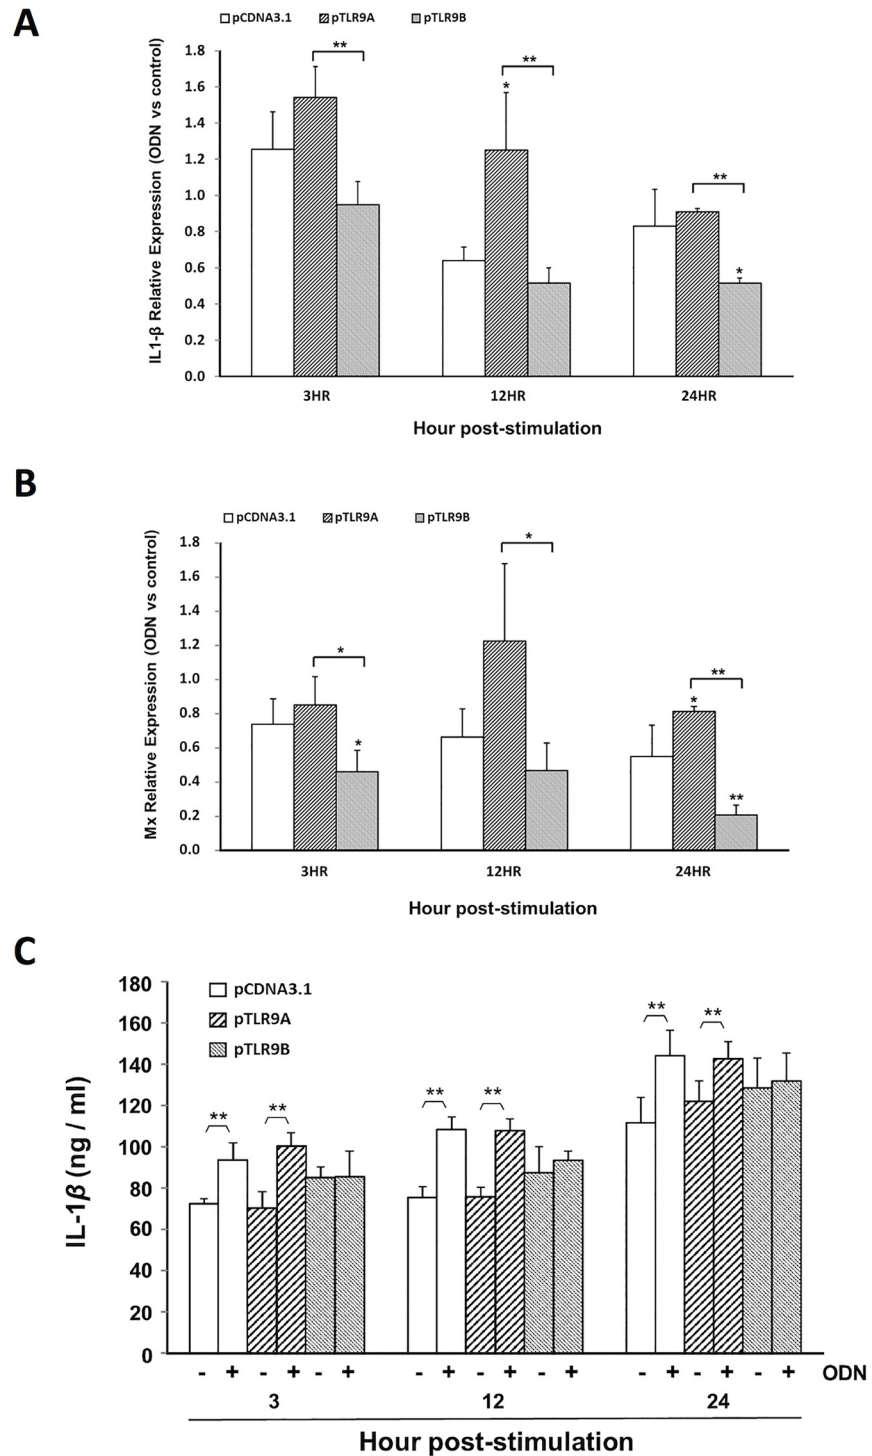 A
pCDNA3.1 pTLR9A pTLR9B
IL1-β Relative Expression (ODN vs control)
1.8
1.6
1.4
1.2
1.0
0.8
0.6
0.4
0.2
0.0
** ** * ** *
3HR 12HR 24HR
Hour post-stimulation
B
pCDNA3.1 pTLR9A pTLR9B
Mx Relative Expression (ODN vs control)
1.8
1.6
1.4
1.2
1.0
0.8
0.6
0.4
0.2
0.0
* * * ** * **
3HR 12HR 24HR
Hour post-stimulation
C
pCDNA3.1
pTLR9A
pTLR9B
IL-1β (ng / ml)
180
160
140
120
100
80
60
40
20
0
** ** ** ** ** **
- + - + - + - + - + - + - + - + - + ODN
3 12 24
Hour post-stimulation